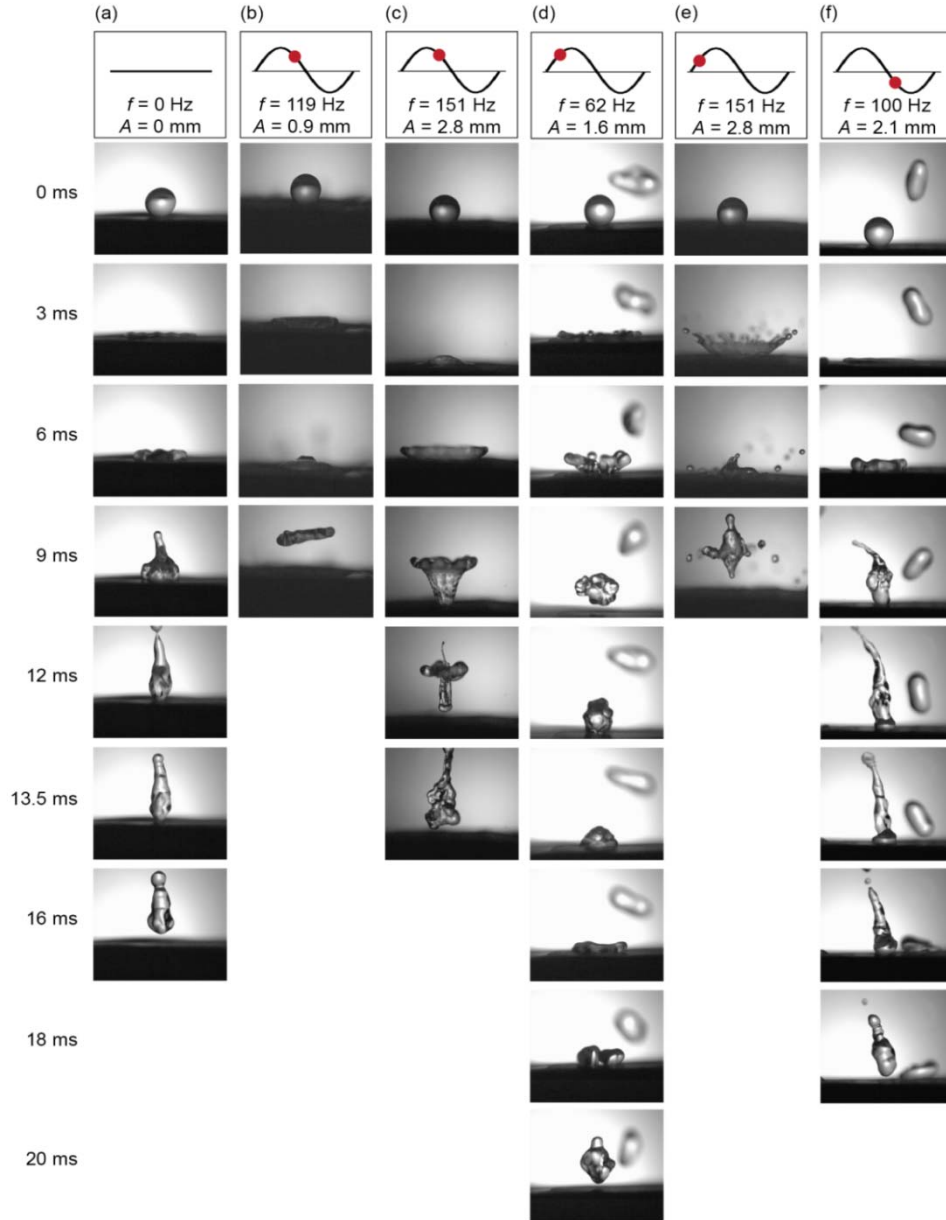 (a)
(b)
(c)
(d)
(e)
(f)
f = 0 Hz
A = 0 mm
f = 119 Hz
A = 0.9 mm
f = 151 Hz
A = 2.8 mm
f = 62 Hz
A = 1.6 mm
f = 151 Hz
A = 2.8 mm
f = 100 Hz
A = 2.1 mm
0 ms
3 ms
6 ms
9 ms
12 ms
13.5 ms
16 ms
18 ms
20 ms